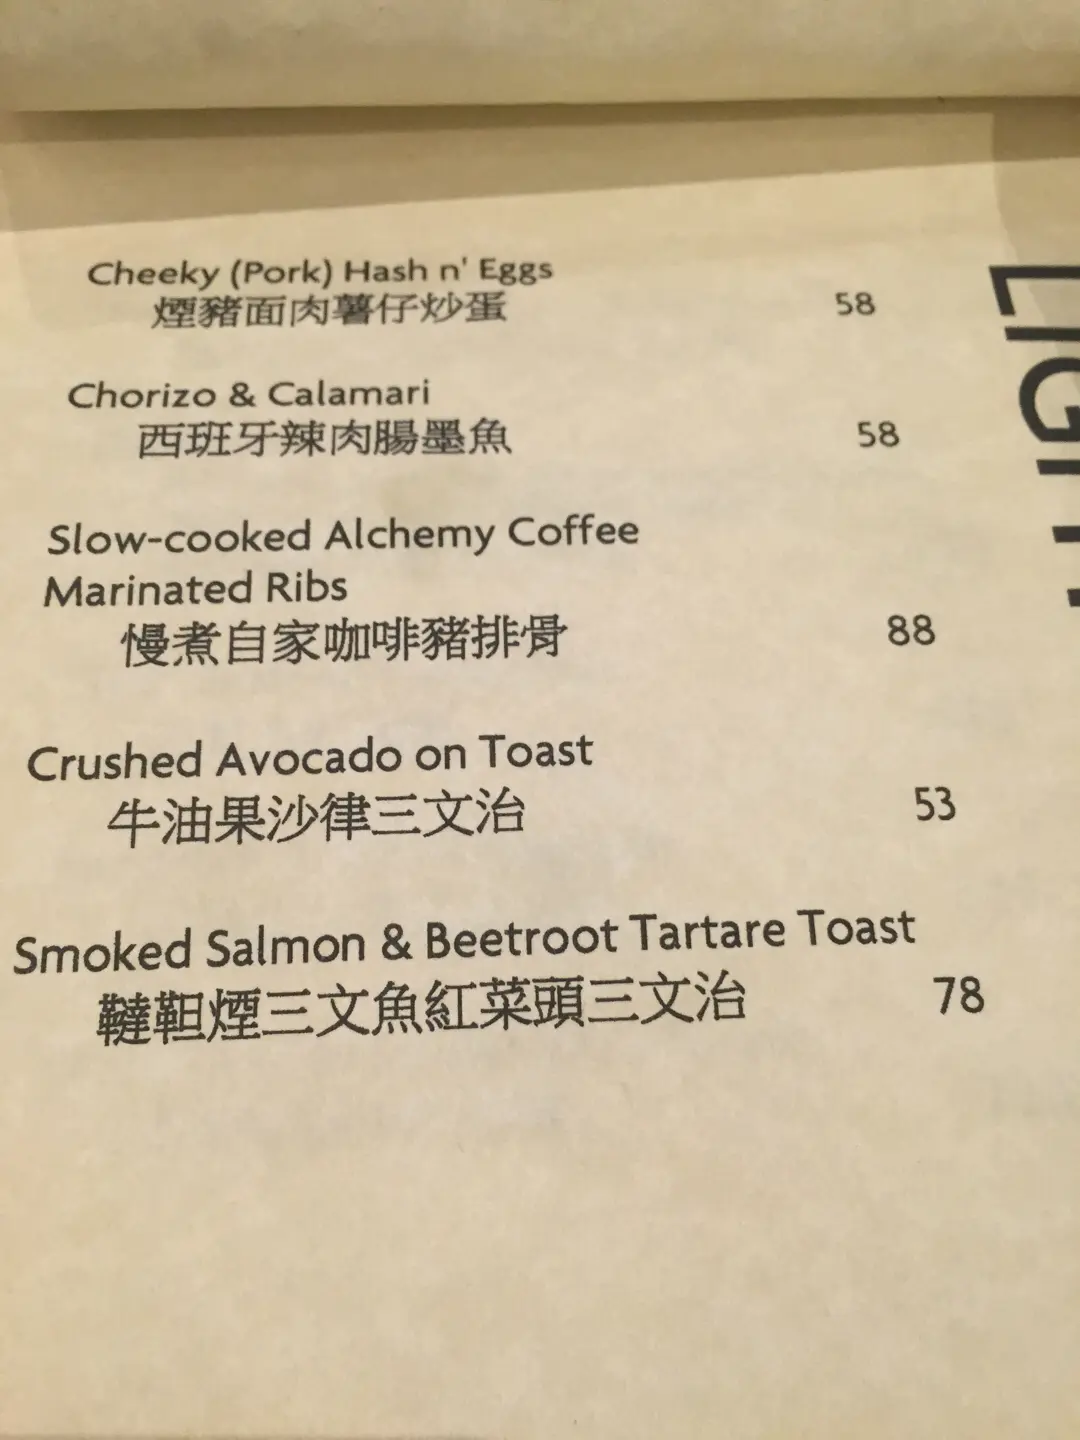 Cheeky (Pork) Hash n' Eggs
煙豬面肉薯仔炒蛋 58
Chorizo & Calamari
西班牙辣肉腸墨魚 58
Slow-cooked Alchemy Coffee
Marinated Ribs
慢煮自家咖啡豬排骨 88
Crushed Avocado on Toast
牛油果沙律三文治 53
Smoked Salmon & Beetroot Tartare Toast
韃靼煙三文魚紅菜頭三文治 78